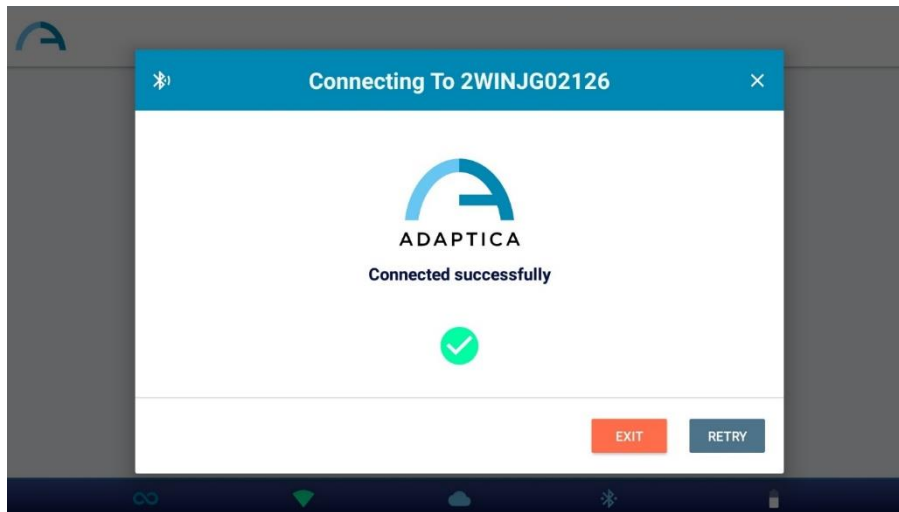 Connecting To 2WINJG02126
ADAPTICA
Connected successfully
EXIT
RETRY